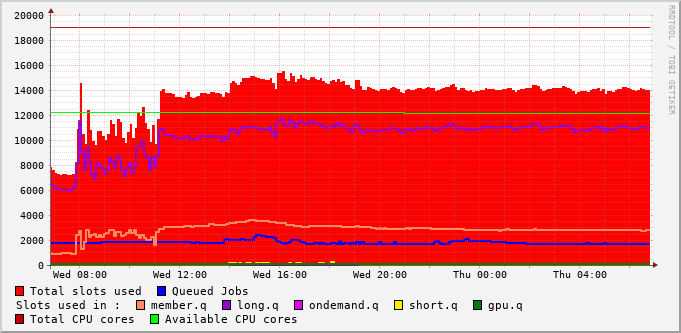 20000
18000
16000
14000
12000
10000
8000
6000
4000
2000
0
Wed 08:00 Wed 12:00 Wed 16:00 Wed 20:00 Thu 00:00 Thu 04:00
RRDTOOL / TOBI OETIKER
Total slots used Queued Jobs
Slots used in : member.q long.q ondemand.q short.q gpu.q
Total CPU cores Available CPU cores